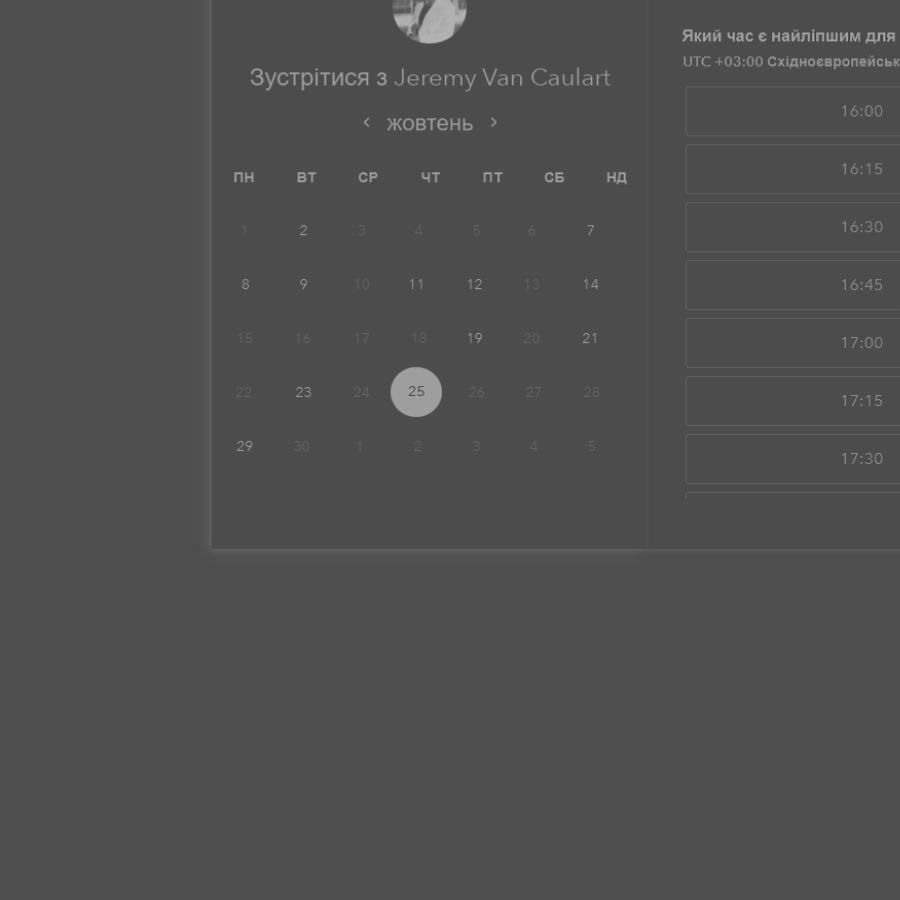 Зустрітися з Jeremy Van Caulart
жовтень
ПН ВТ СР ЧТ ПТ СБ НД
1 2 3 4 5 6 7
8 9 10 11 12 13 14
15 16 17 18 19 20 21
22 23 24 25 26 27 28
29 30 1 2 3 4 5
Який час є найліпшим для
UTC +03:00 Східноєвропейськ
16:00
16:15
16:30
16:45
17:00
17:15
17:30